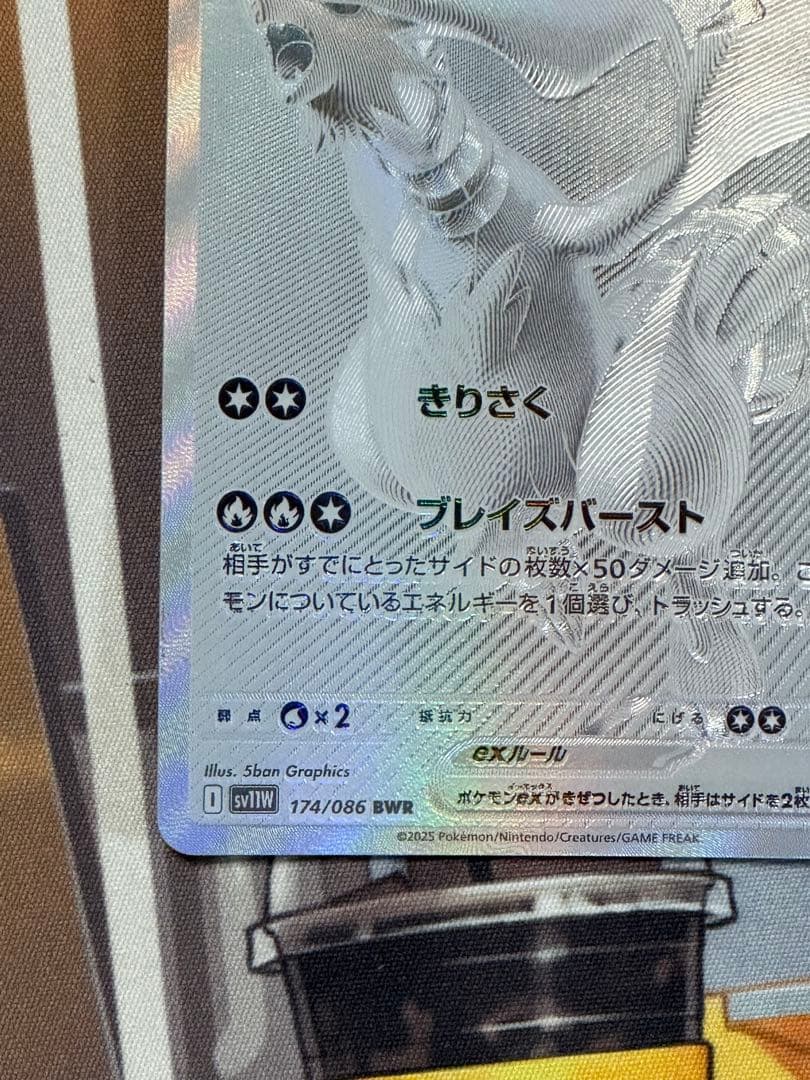 きりさく
ブレイズバースト
相手がすでにとったサイドの枚数×50ダメージ追加。こ
モンについているエネルギーを1個選び、トラッシュする。
弱点 ×2 抵抗力 にげる
exルール
Illus. 5ban Graphics
I sv11W 174/086 BWR ポケモンexがきぜつしたとき、相手はサイドを2枚
©2025 Pokémon/Nintendo/Creatures/GAME FREAK